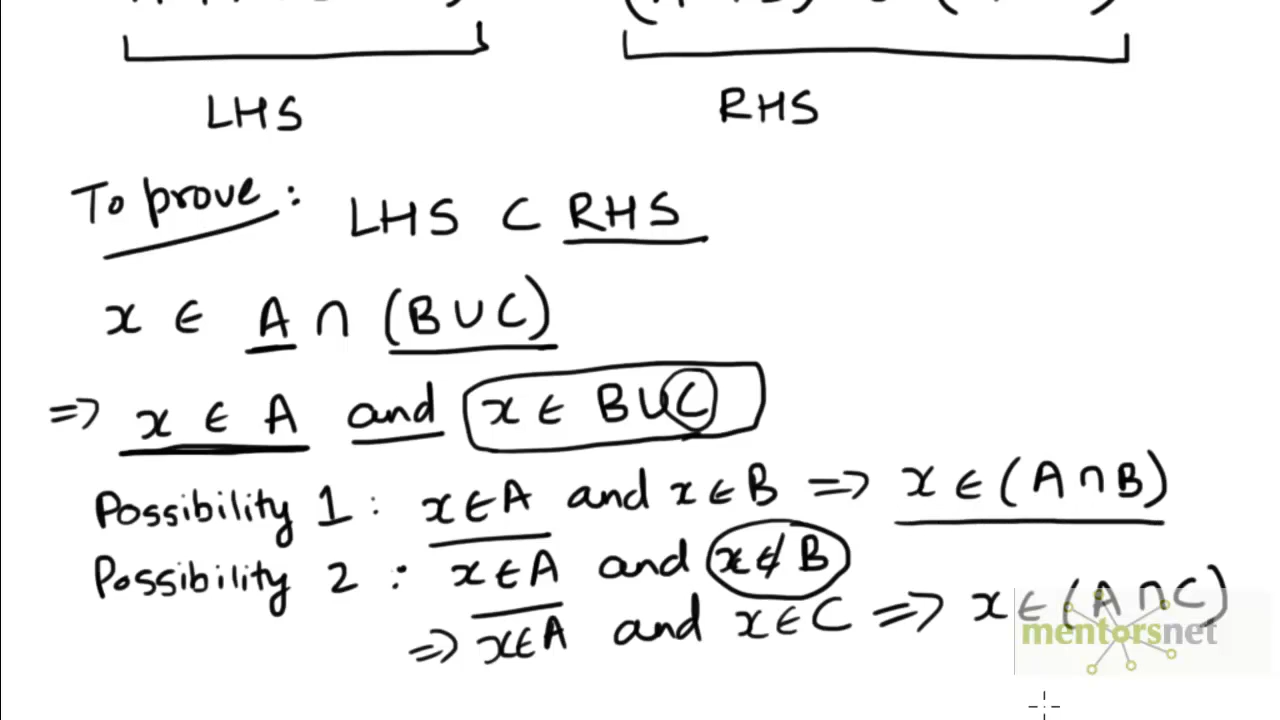 LHS RHS
To prove : LHS ⊂ RHS
x ∈ A ∩ (B ∪ C)
⇒ x ∈ A and x ∈ B ∪ C
Possibility 1 : x ∈ A and x ∈ B ⇒ x ∈ (A ∩ B)
Possibility 2 : x ∈ A and x ∉ B
⇒ x ∈ A and x ∈ C ⇒ x ∈ (A ∩ C)
mentorsnet